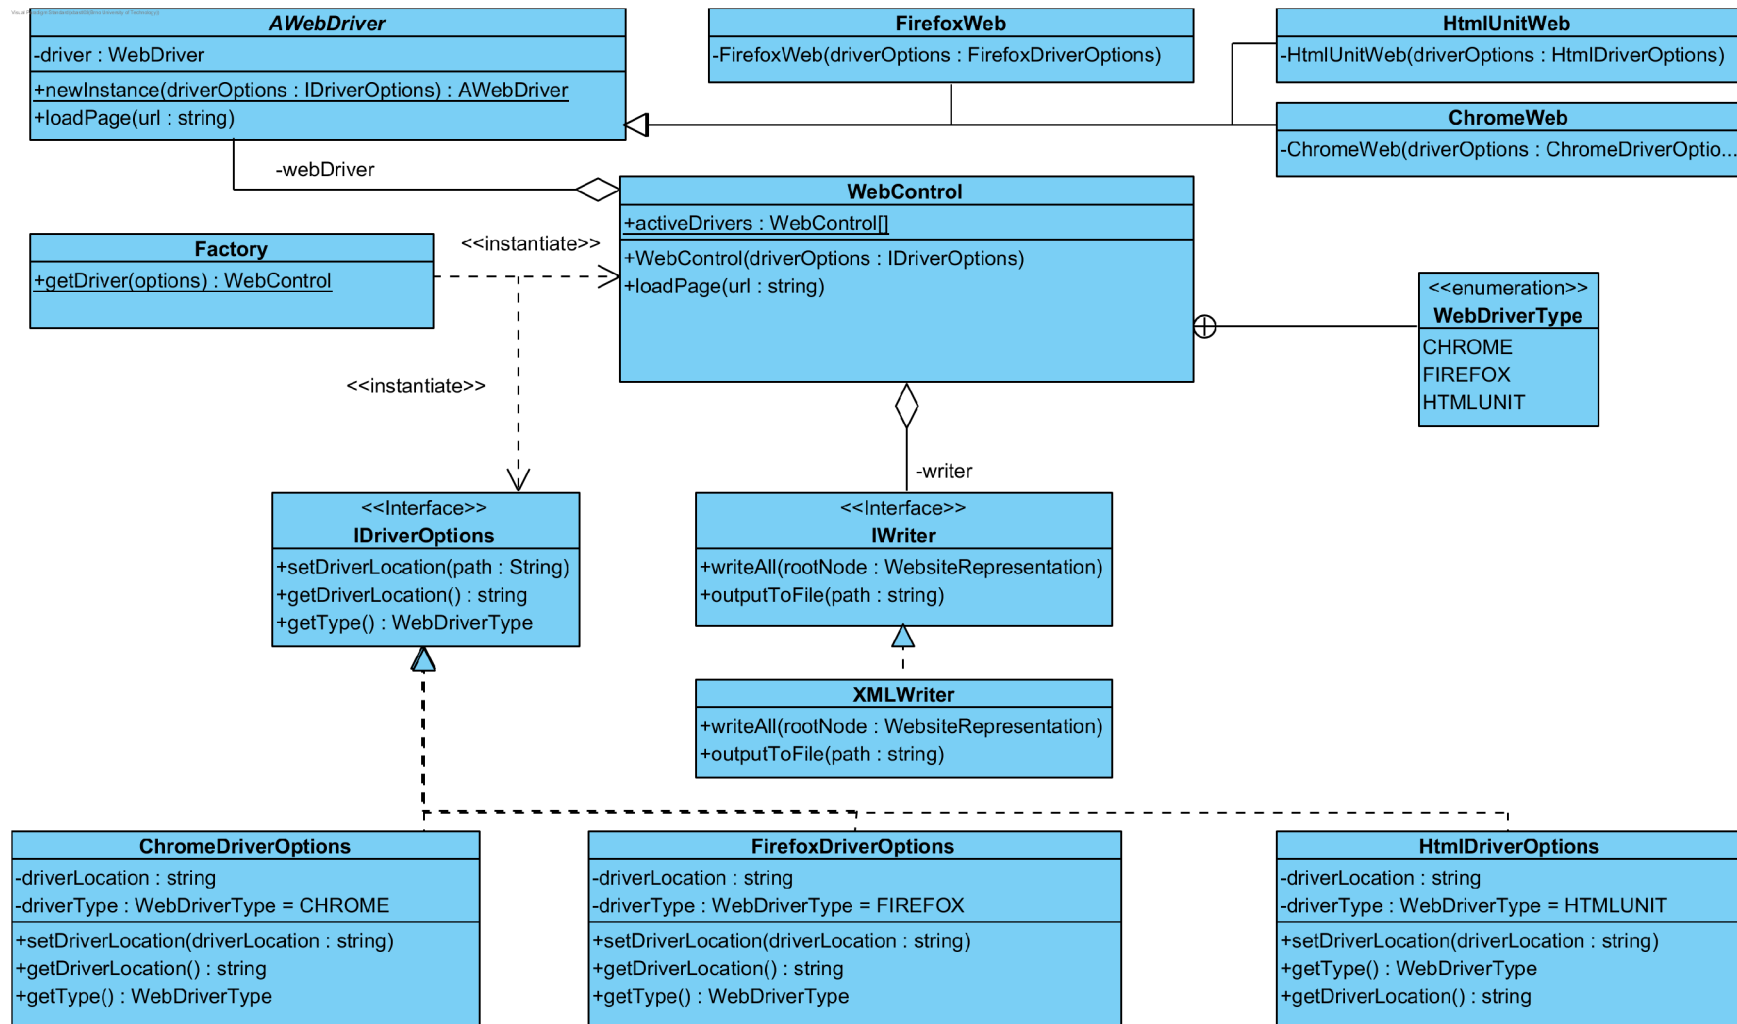 AWebDriver
-driver : WebDriver
+newInstance(driverOptions : IDriverOptions) : AWebDriver
+loadPage(url : string)
FirefoxWeb
-FirefoxWeb(driverOptions : FirefoxDriverOptions)
HtmlUnitWeb
-HtmlUnitWeb(driverOptions : HtmlDriverOptions)
ChromeWeb
-ChromeWeb(driverOptions : ChromeDriverOptio...
-webDriver
WebControl
+activeDrivers : WebControl[]
+WebControl(driverOptions : IDriverOptions)
+loadPage(url : string)
Factory
+getDriver(options) : WebControl
<<instantiate>>
<<instantiate>>
<<enumeration>>
WebDriverType
CHROME
FIREFOX
HTMLUNIT
-writer
<<Interface>>
IDriverOptions
+setDriverLocation(path : String)
+getDriverLocation() : string
+getType() : WebDriverType
<<Interface>>
IWriter
+writeAll(rootNode : WebsiteRepresentation)
+outputToFile(path : string)
XMLWriter
+writeAll(rootNode : WebsiteRepresentation)
+outputToFile(path : string)
ChromeDriverOptions
-driverLocation : string
-driverType : WebDriverType = CHROME
+setDriverLocation(driverLocation : string)
+getDriverLocation() : string
+getType() : WebDriverType
FirefoxDriverOptions
-driverLocation : string
-driverType : WebDriverType = FIREFOX
+setDriverLocation(driverLocation : string)
+getDriverLocation() : string
+getType() : WebDriverType
HtmlDriverOptions
-driverLocation : string
-driverType : WebDriverType = HTMLUNIT
+setDriverLocation(driverLocation : string)
+getType() : WebDriverType
+getDriverLocation() : string